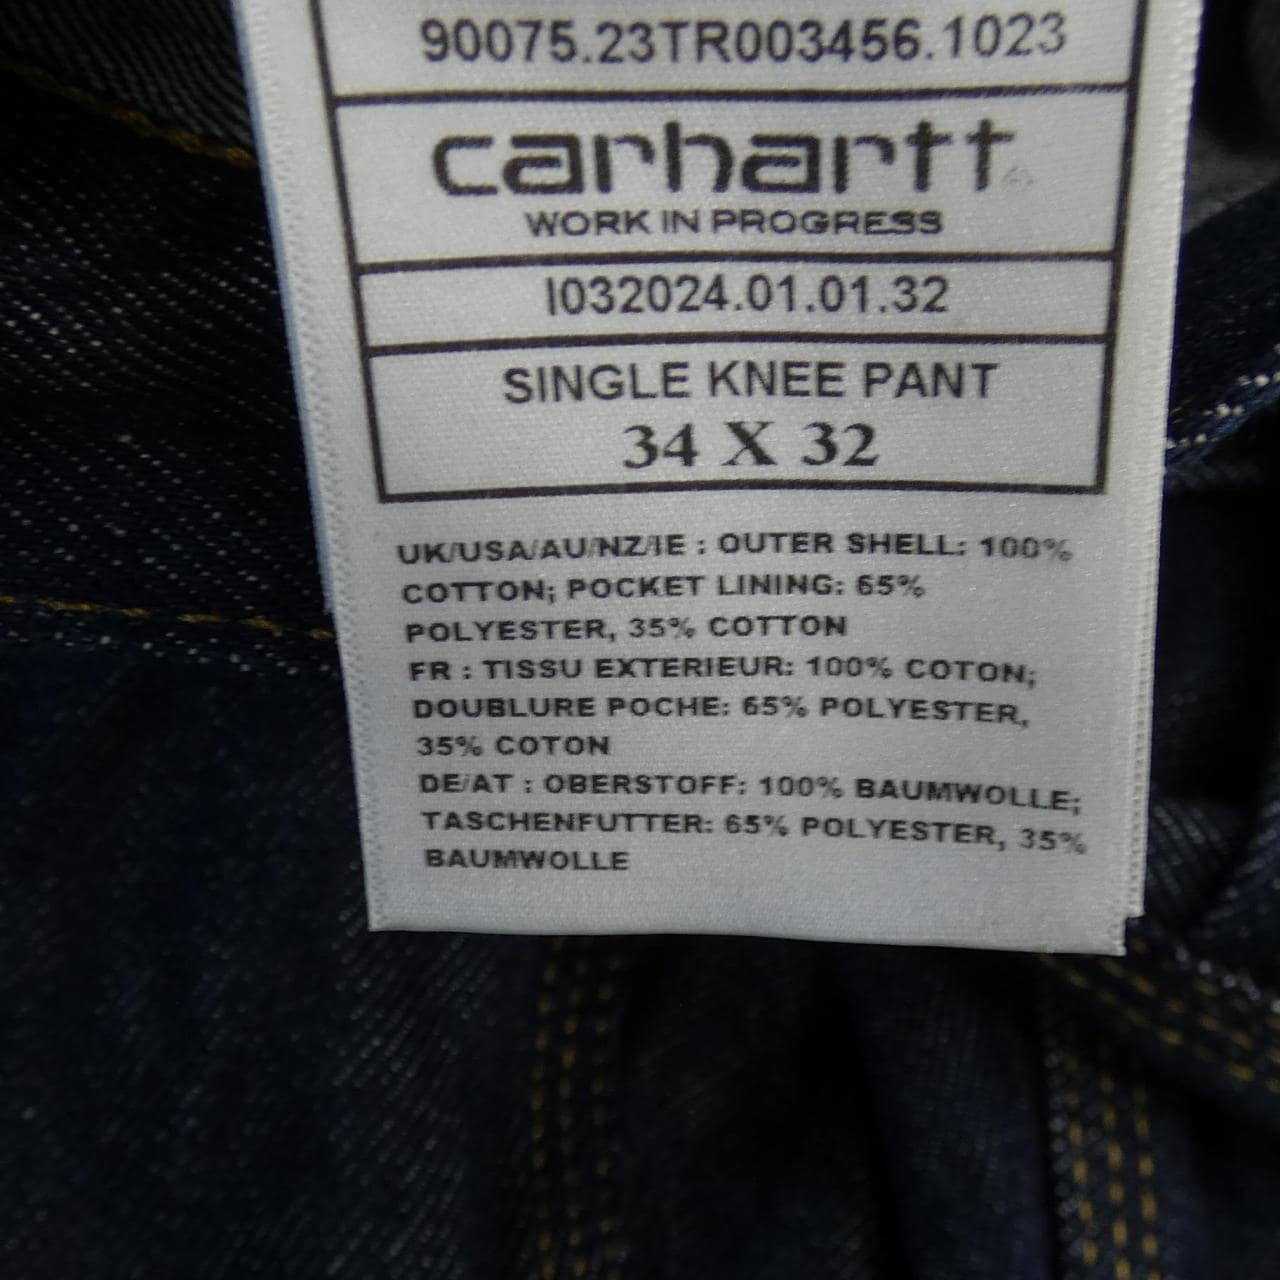 90075.23TR003456.1023
carhartt
WORK IN PROGRESS
I032024.01.01.32
SINGLE KNEE PANT
34 X 32
UK/USA/AU/NZ/IE : OUTER SHELL: 100%
COTTON; POCKET LINING: 65%
POLYESTER, 35% COTTON
FR : TISSU EXTERIEUR: 100% COTON;
DOUBLURE POCHE: 65% POLYESTER,
35% COTON
DE/AT : OBERSTOFF: 100% BAUMWOLLE;
TASCHENFUTTER: 65% POLYESTER, 35%
BAUMWOLLE